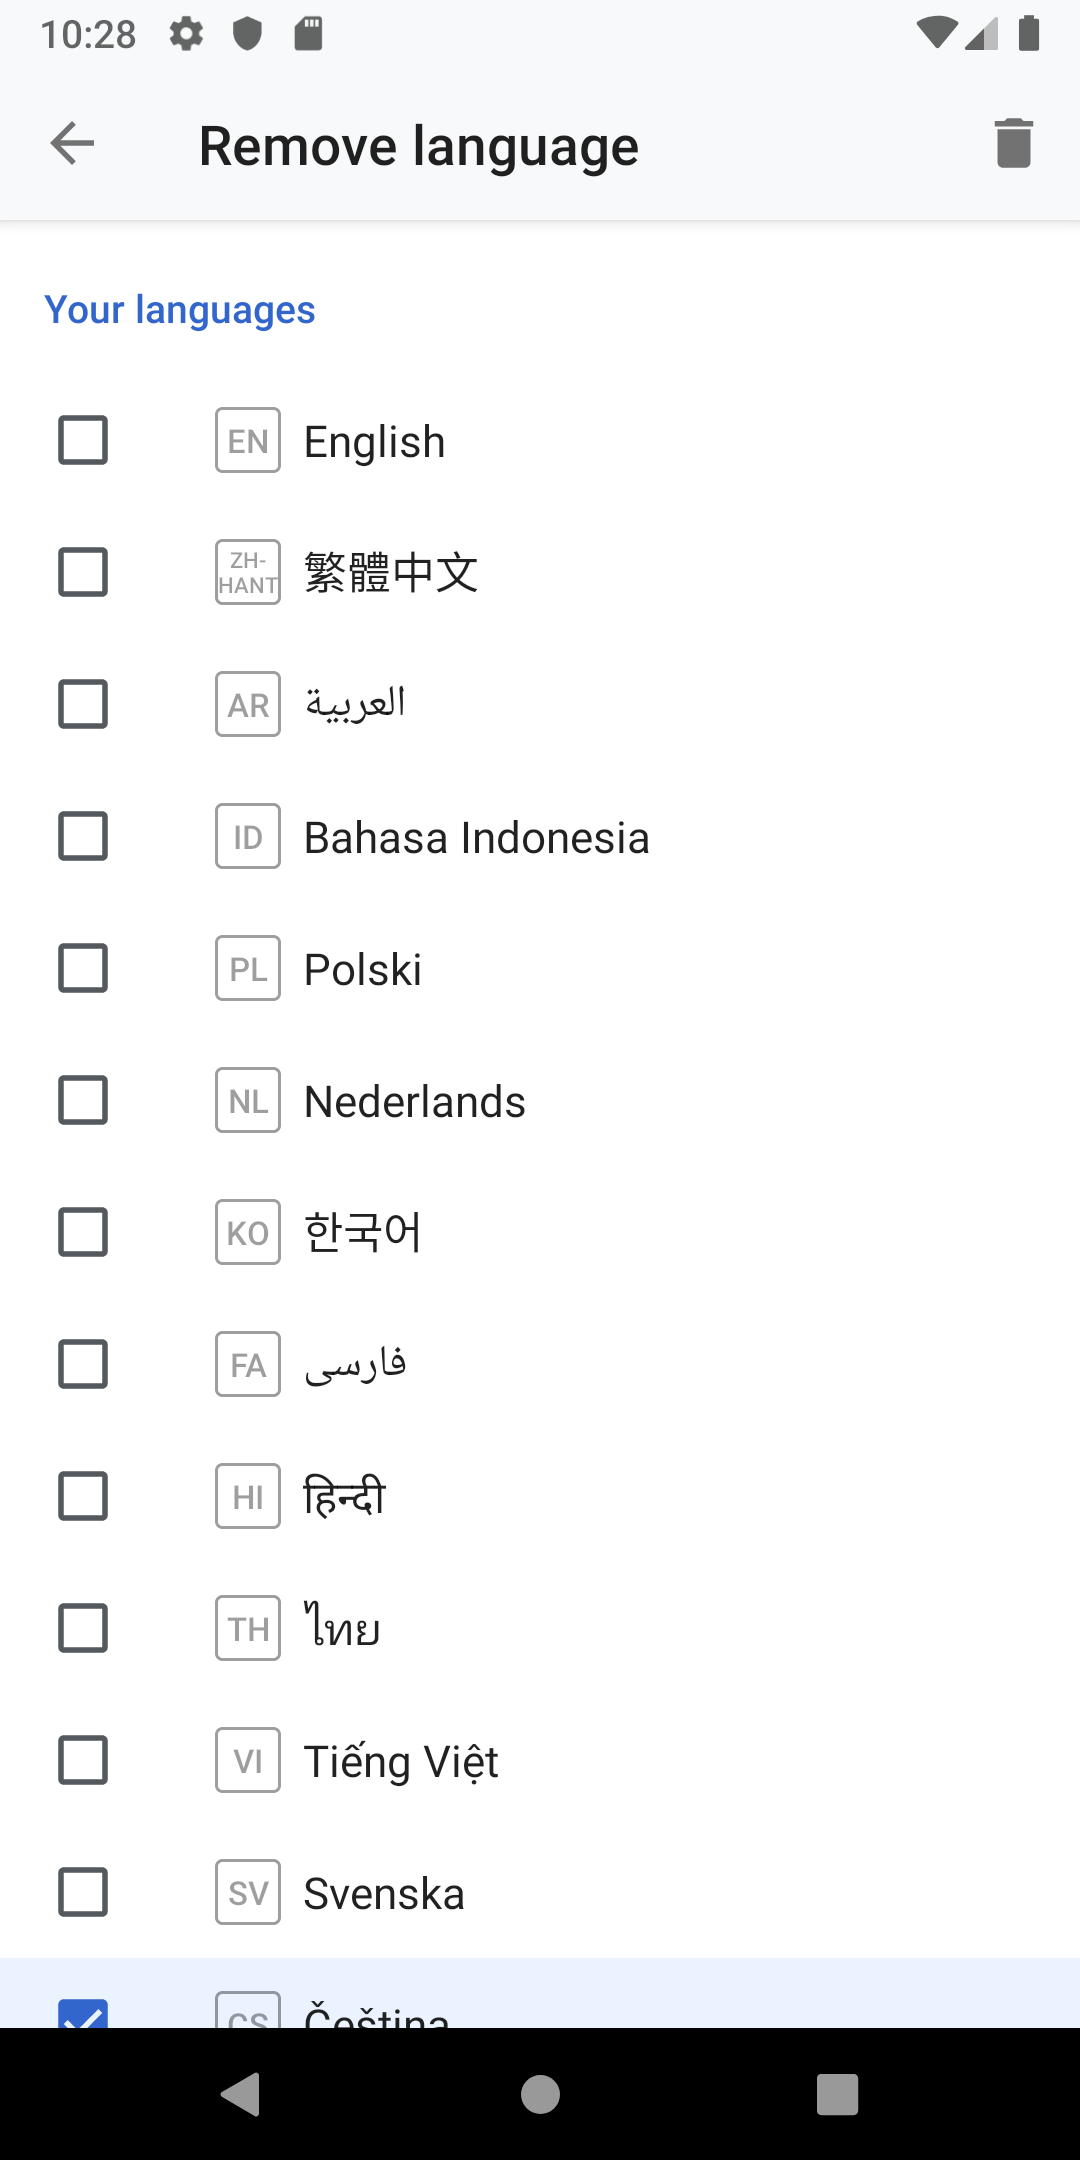 10:28
Remove language
Your languages
EN English
ZH-
HANT 繁體中文
AR العربية
ID Bahasa Indonesia
PL Polski
NL Nederlands
KO 한국어
FA فارسی
HI हिन्दी
TH ไทย
VI Tiếng Việt
SV Svenska
CS Čeština